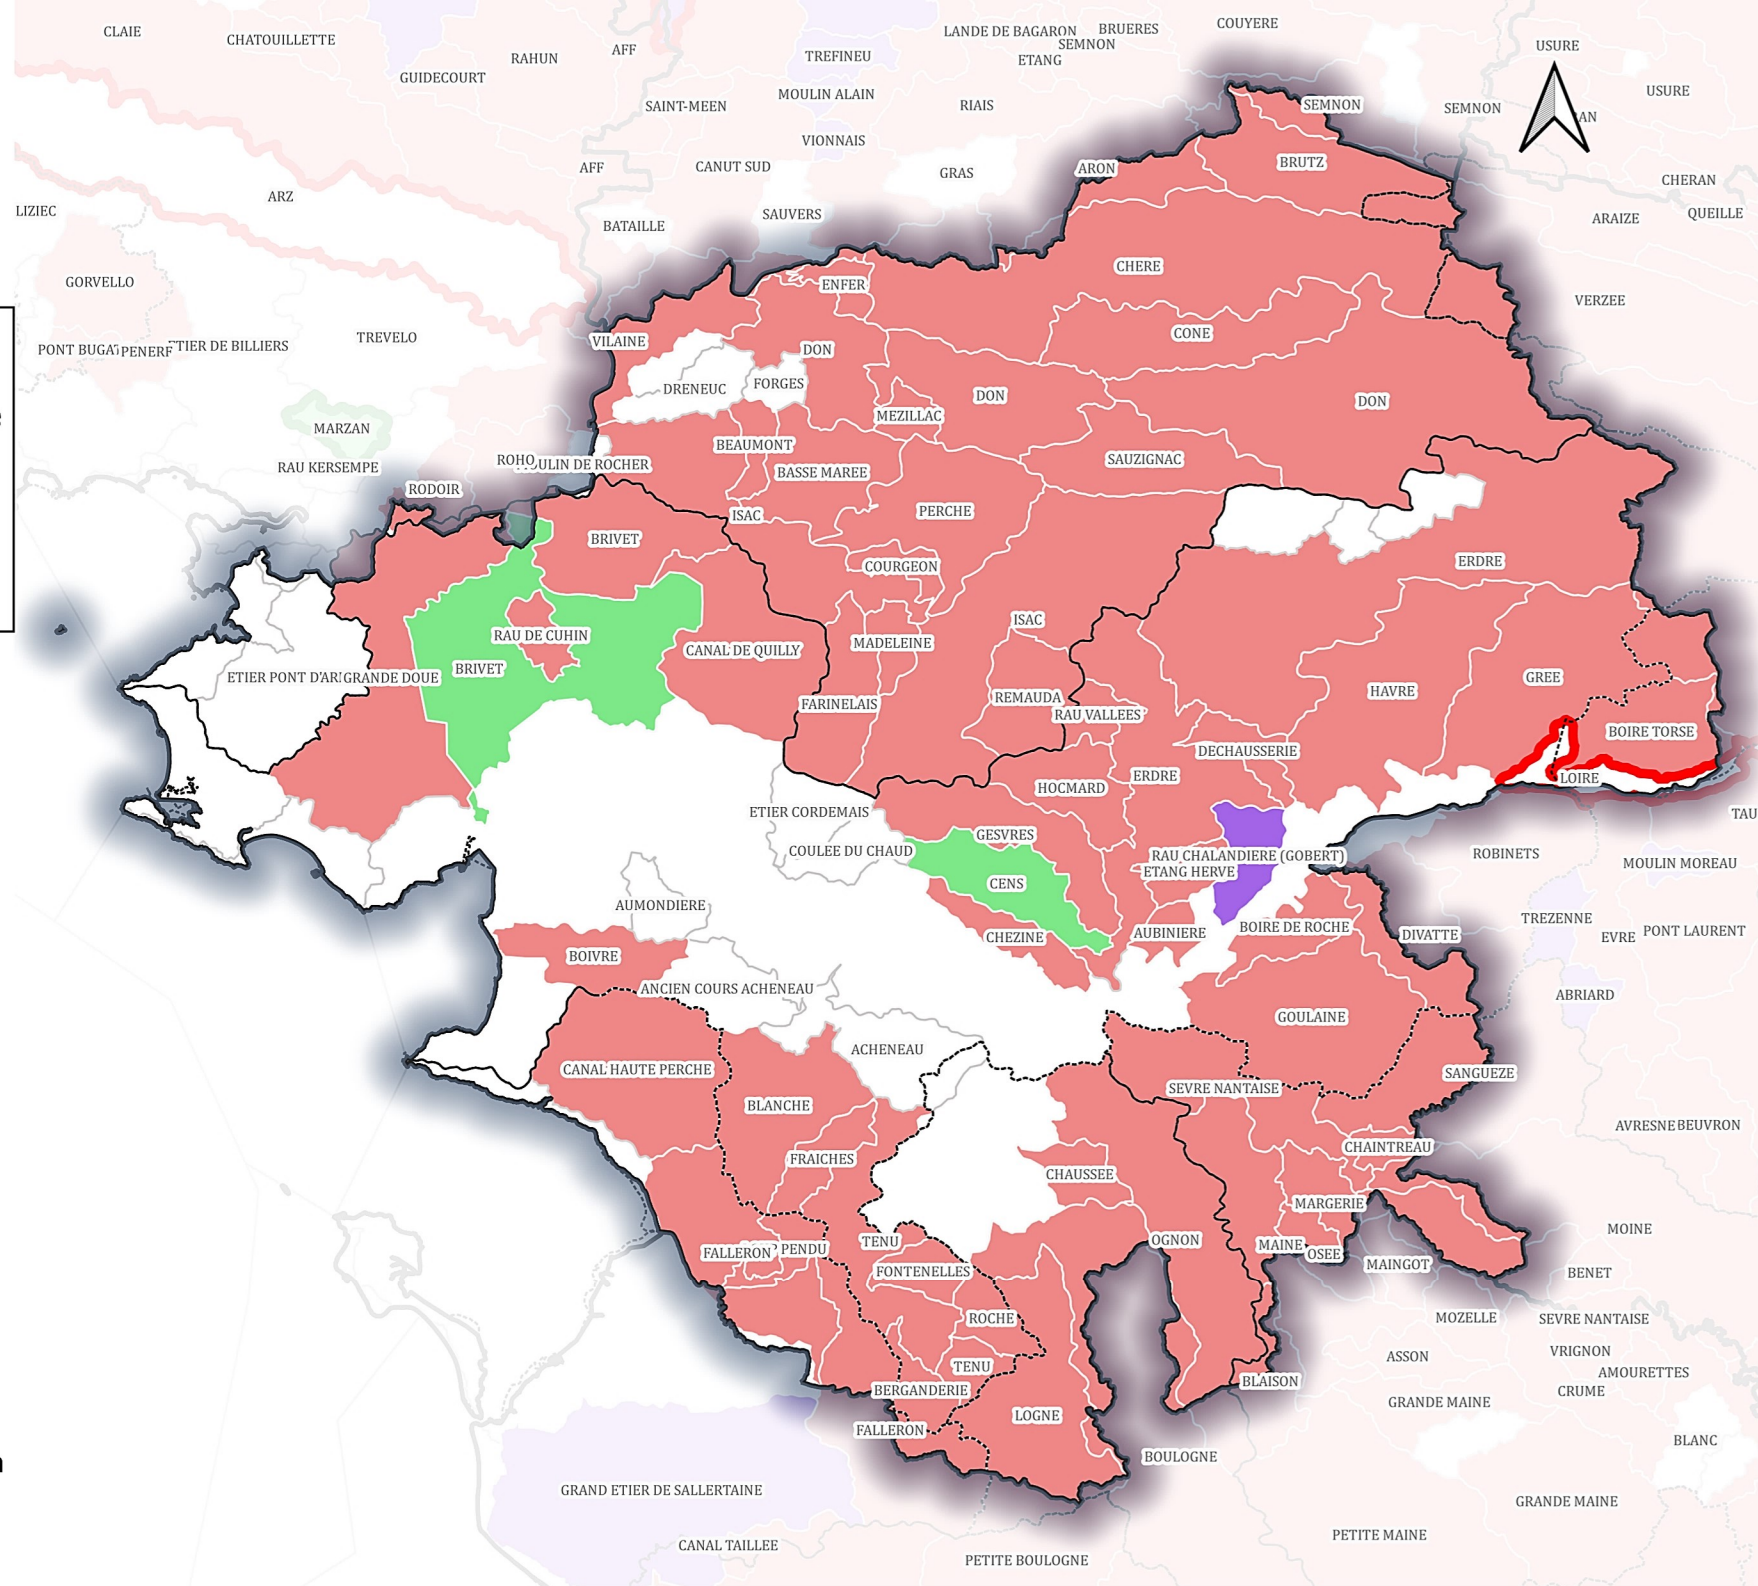 COUYERE
CLAIE
CHATOUILLETTE
LANDE DE BAGARON
BRUERES
SEMNON
USURE
AFF
RAHUN
TREFINEU
ETANG
GUIDECOURT
USURE
MOULIN ALAIN
SAINT-MEEN
RIAIS
SEMNON
SEMNON
VIONNAIS
BRUTZ
AFF
CANUT SUD
GRAS
ARON
CHERAN
ARZ
LIZIEC
SAUVERS
ARAIZE
QUEILLE
BATAILLE
CHERE
GORVELLO
ENFER
VERZEE
CONE
TREVELO
VILAINE
ETIER DE BILLIERS
DON
DRENEUC
FORGES
DON
DON
MEZILLAC
MARZAN
BEAUMONT
SAUZIGNAC
ROHO
RAU KERSEMPE
BASSE MAREE
RODOIR
ISAC
PERCHE
BRIVET
ERDRE
COURGEON
ISAC
RAU DE CUHIN
MADELEINE
CANAL DE QUILLY
BRIVET
GRANDE DOUE
GREE
HAVRE
REMAUDA
FARINELAIS
RAU VALLEES
BOIRE TORSE
DECHAUSSERIE
ERDRE
LOIRE
HOCMARD
ETIER CORDEMAIS
TAU
GESVRES
COULEE DU CHAUD
RAU CHALANDIERE (GOBERT)
ROBINETS
MOULIN MOREAU
ETANG HERVE
CENS
AUMONDIERE
TREZENNE
BOIRE DE ROCHE
AUBINIERE
CHEZINE
DIVATTE
EVRE
PONT LAURENT
BOIVRE
ANCIEN COURS ACHENEAU
ABRIARD
GOULAINE
ACHENEAU
CANAL HAUTE PERCHE
SANGUEZE
SEVRE NANTAISE
BLANCHE
AVRESNE
BEUVRON
CHAINTREAU
FRAICHES
CHAUSSEE
MARGERIE
MOINE
OGNON
TENU
MAINE
OSEE
FALLERON
PENDU
MAINGOT
FONTENELLES
BENET
ROCHE
MOZELLE
SEVRE NANTAISE
VRIGNON
ASSON
TENU
AMOURETTES
BLAISON
BERGANDERIE
CRUME
GRANDE MAINE
LOGNE
FALLERON
BLANC
BOULOGNE
GRAND ETIER DE SALLERTAINE
GRANDE MAINE
PETITE MAINE
CANAL TAILLEE
PETITE BOULOGNE